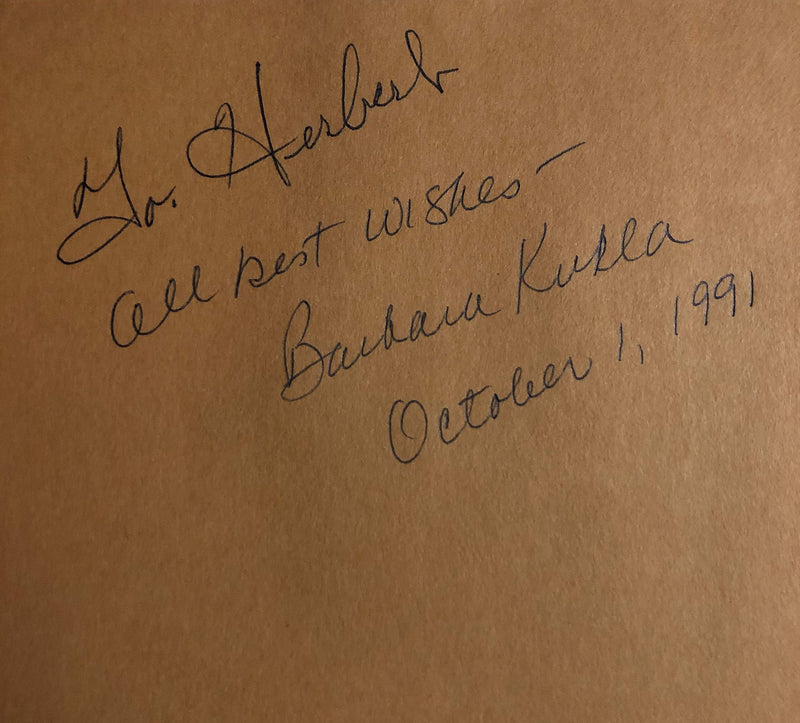 To. Herbert
All best wishes —
Barbara Kukla
October 1, 1991